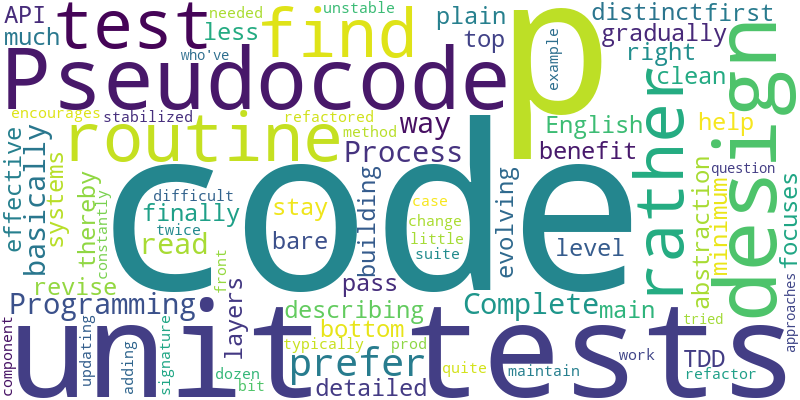 API
needed
unstable
much
test
less
find
plain
distinct
first
who've
top
example
gradually
Pseudocode
p
right
design
clean
encourages
stabilized
refactored
method
way
English
help
routine
Process
benefit
rather
effective
basically
systems
thereby
constantly
difficult
finally
twice
read
stay
bare
case
change
little
suite
building
evolving
level
code
abstraction
minimum
question
focuses
approaches
revise
front
pass
Programming
layers
describing
Complete
main
bottom
typically
prod
prefer
detailed
unit tests
component
updating
adding
signature
dozen
bit
quite
maintain
work
TDD
refactor
tried